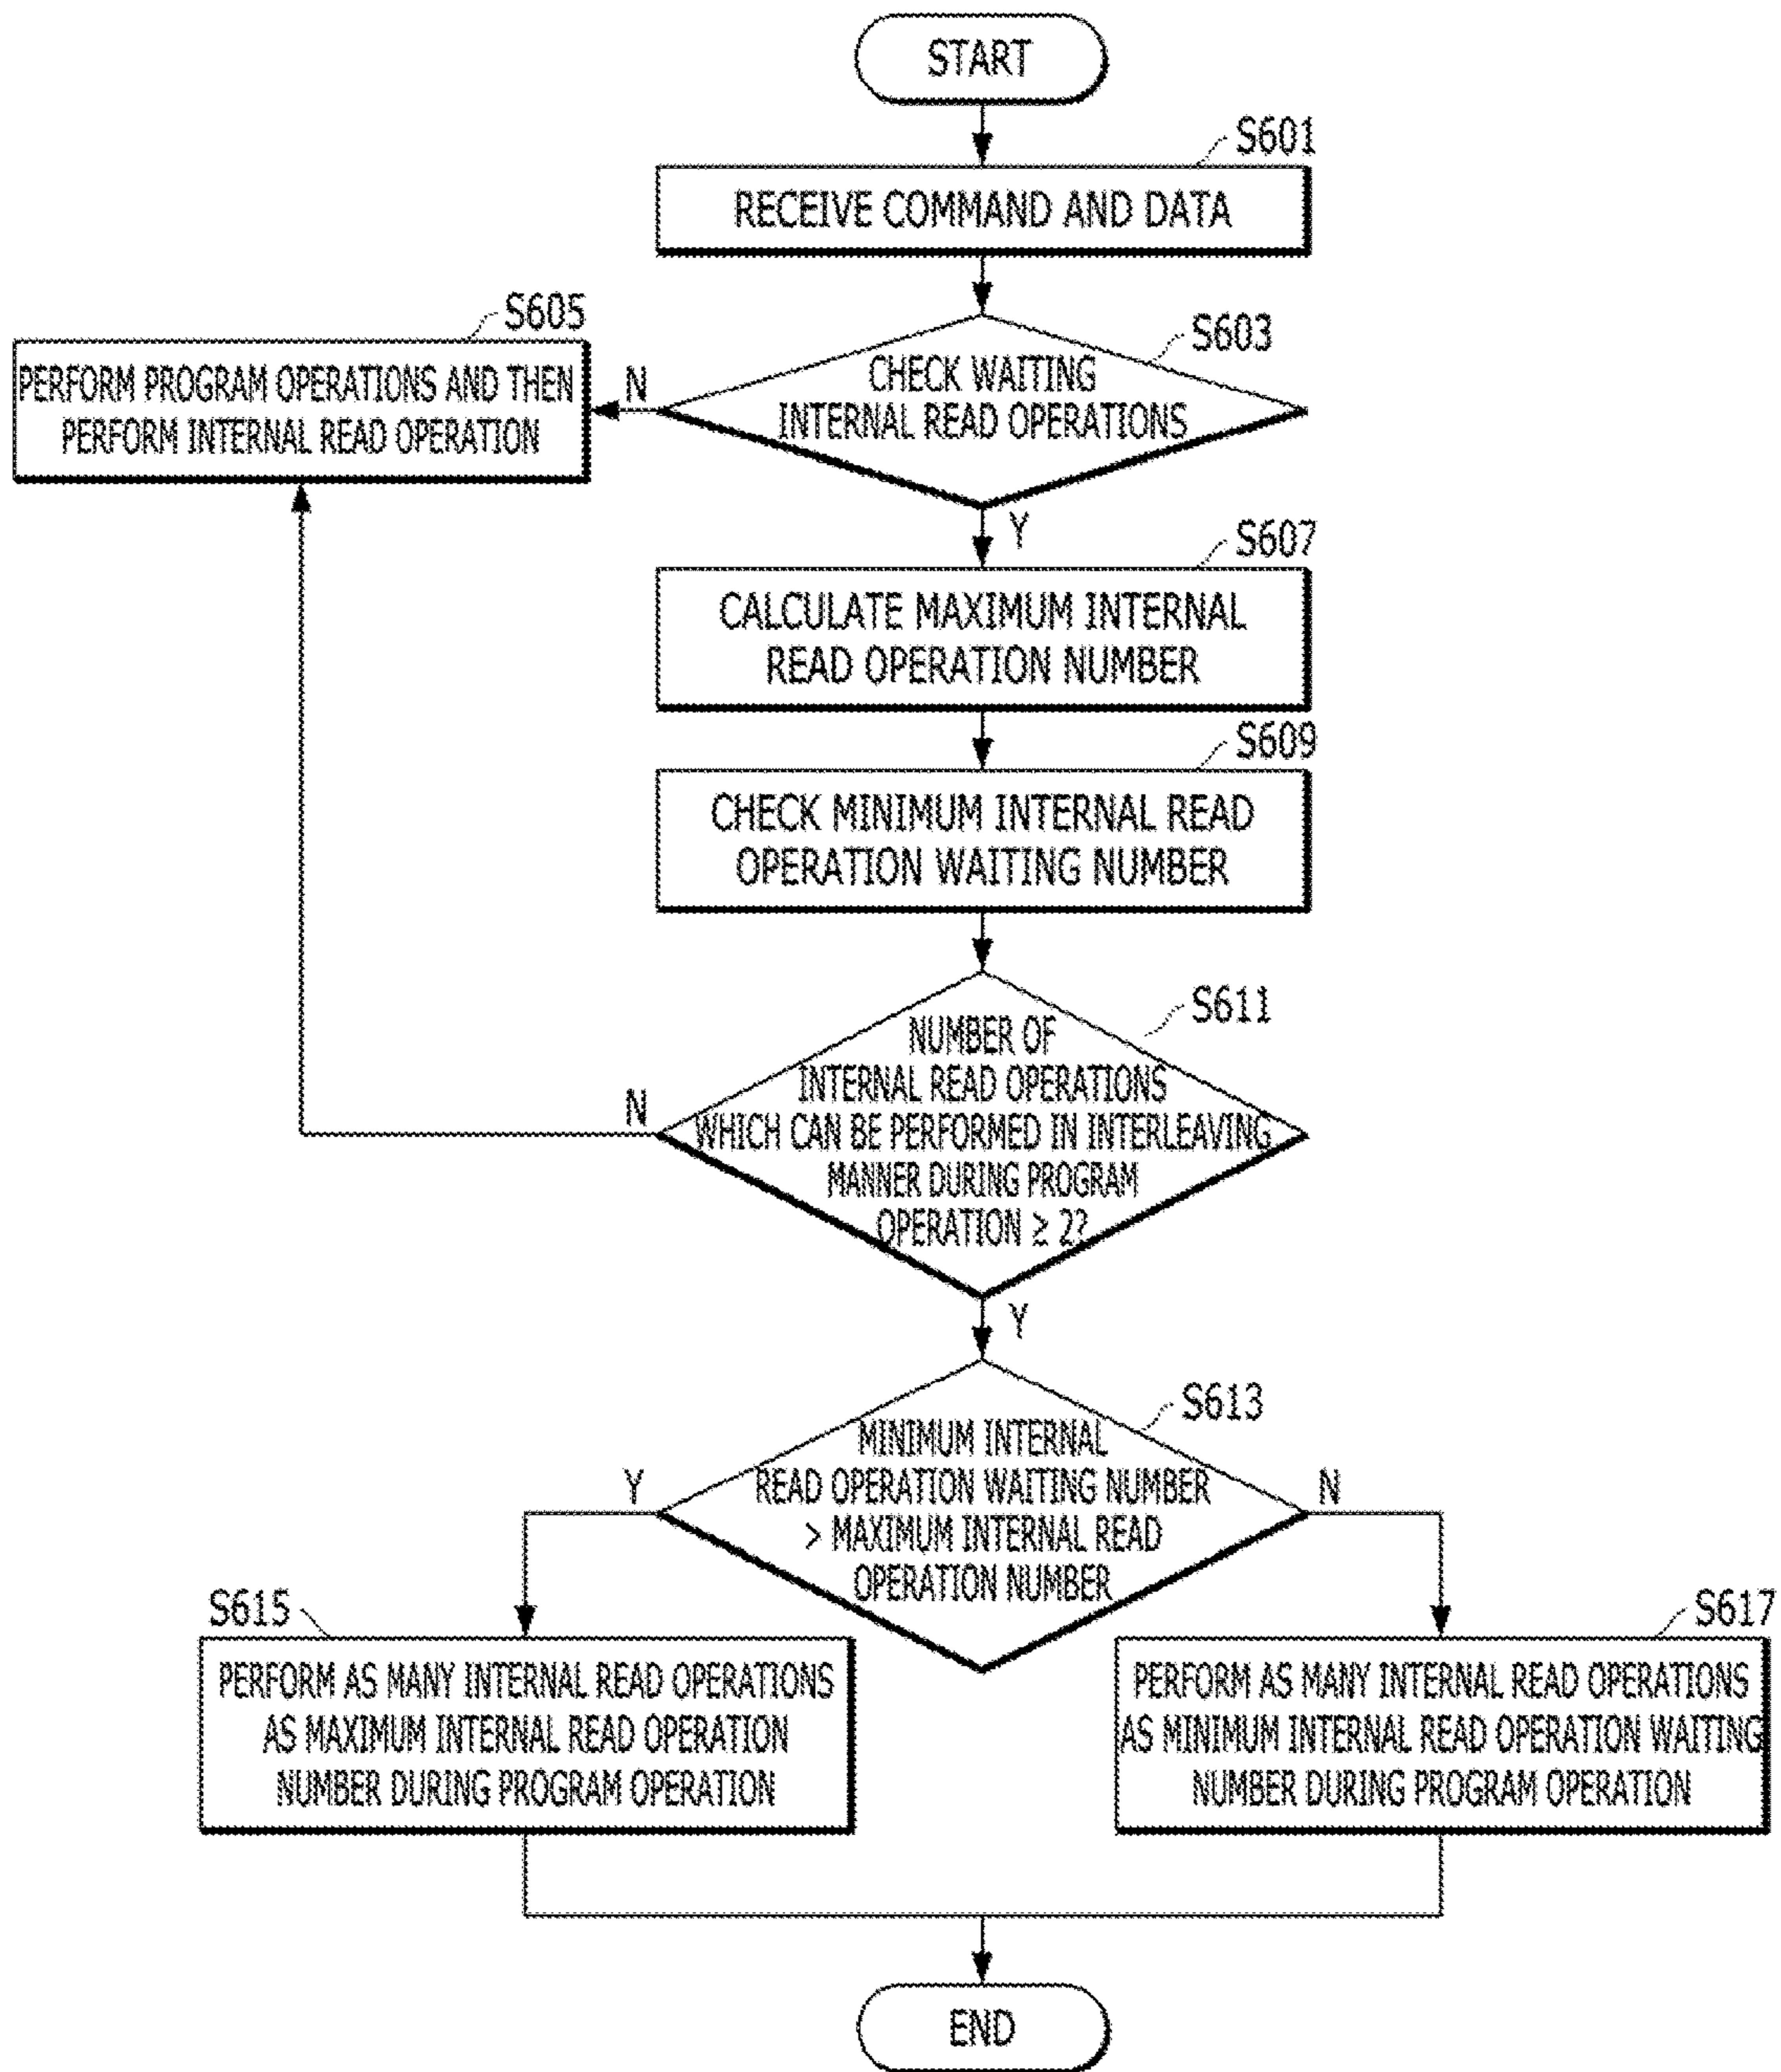 START
S601
RECEIVE COMMAND AND DATA
S605
PERFORM PROGRAM OPERATIONS AND THEN
PERFORM INTERNAL READ OPERATION
N
S603
CHECK WAITING
INTERNAL READ OPERATIONS
Y
S607
CALCULATE MAXIMUM INTERNAL
READ OPERATION NUMBER
S609
CHECK MINIMUM INTERNAL READ
OPERATION WAITING NUMBER
S611
NUMBER OF
INTERNAL READ OPERATIONS
WHICH CAN BE PERFORMED IN INTERLEAVING
MANNER DURING PROGRAM
OPERATION ≥ 2?
N
Y
S613
MINIMUM INTERNAL
READ OPERATION WAITING NUMBER
> MAXIMUM INTERNAL READ
OPERATION NUMBER
Y
N
S615
PERFORM AS MANY INTERNAL READ OPERATIONS
AS MAXIMUM INTERNAL READ OPERATION
NUMBER DURING PROGRAM OPERATION
S617
PERFORM AS MANY INTERNAL READ OPERATIONS
AS MINIMUM INTERNAL READ OPERATION WAITING
NUMBER DURING PROGRAM OPERATION
END